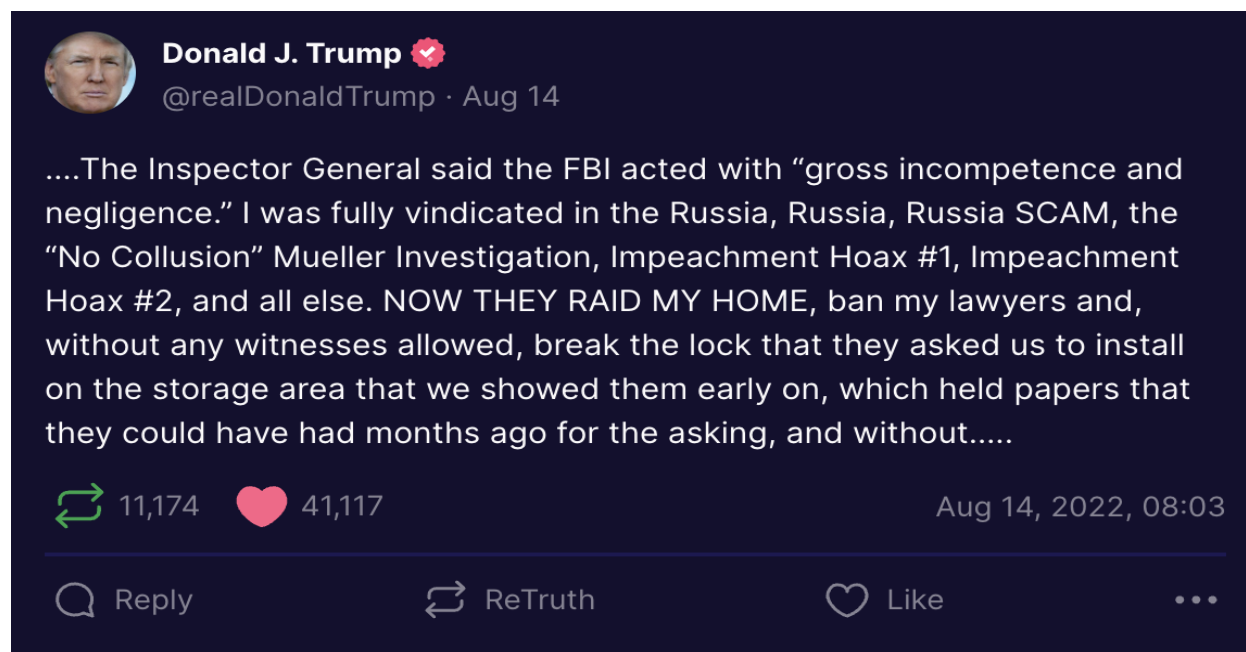 Donald J. Trump
@realDonaldTrump · Aug 14
....The Inspector General said the FBI acted with “gross incompetence and
negligence.” I was fully vindicated in the Russia, Russia, Russia SCAM, the
“No Collusion” Mueller Investigation, Impeachment Hoax #1, Impeachment
Hoax #2, and all else. NOW THEY RAID MY HOME, ban my lawyers and,
without any witnesses allowed, break the lock that they asked us to install
on the storage area that we showed them early on, which held papers that
they could have had months ago for the asking, and without.....
11,174 41,117 Aug 14, 2022, 08:03
Reply ReTruth Like